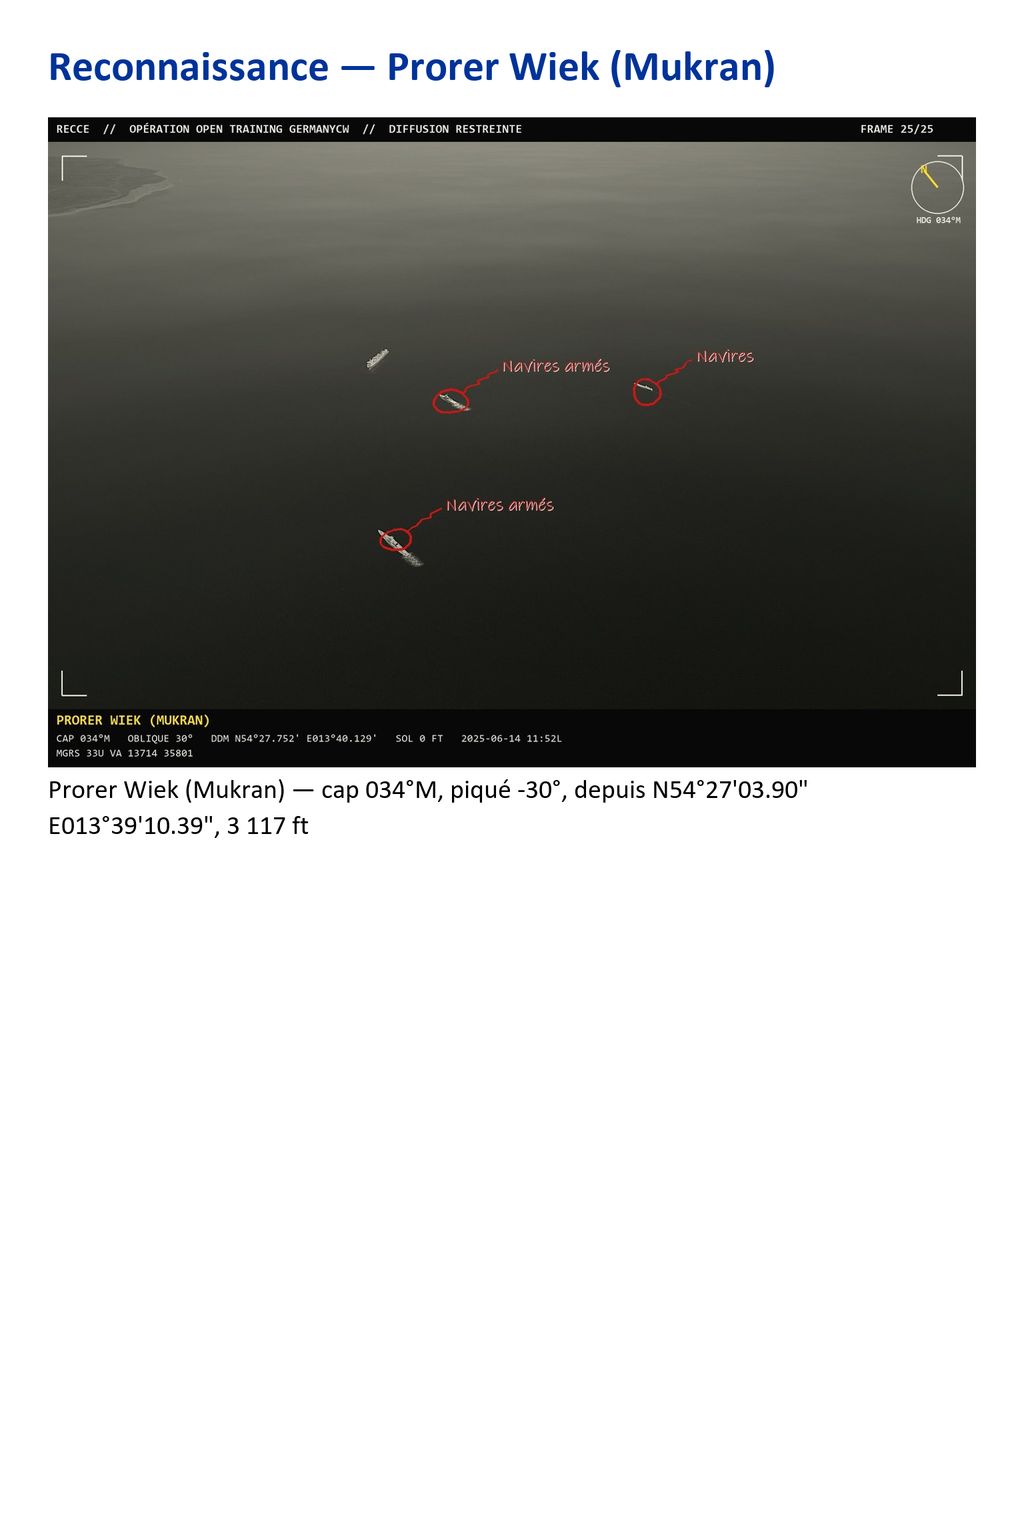 Reconnaissance — Prorer Wiek (Mukran)
RECCE // OPÉRATION OPEN TRAINING GERMANYCW // DIFFUSION RESTREINTE FRAME 25/25
N
HDG 034°M
Navires armés
Navires
Navires armés
PRORER WIEK (MUKRAN)
CAP 034°M OBLIQUE 30° DDM N54°27.752' E013°40.129' SOL 0 FT 2025-06-14 11:52L
MGRS 33U VA 13714 35801
Prorer Wiek (Mukran) — cap 034°M, piqué -30°, depuis N54°27'03.90"
E013°39'10.39", 3 117 ft